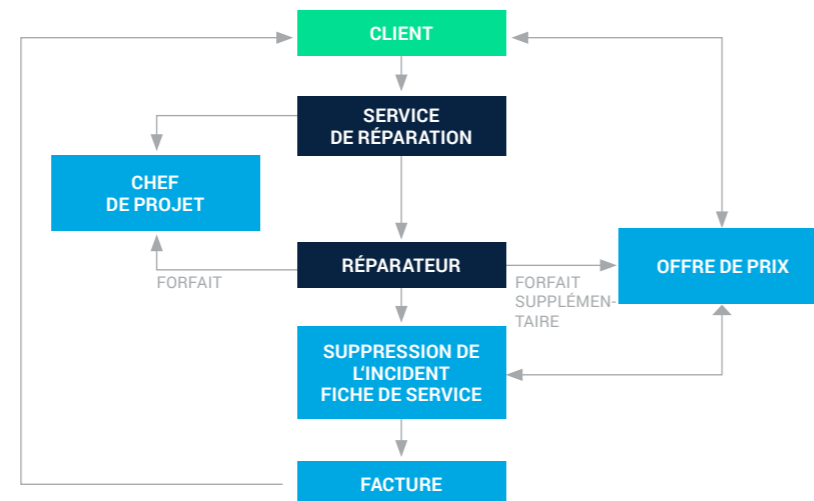 CLIENT
SERVICE
DE RÉPARATION
CHEF
DE PROJET
RÉPARATEUR
OFFRE DE PRIX
FORFAIT
FORFAIT
SUPPLÉMEN-
TAIRE
SUPPRESSION DE
L‘INCIDENT
FICHE DE SERVICE
FACTURE